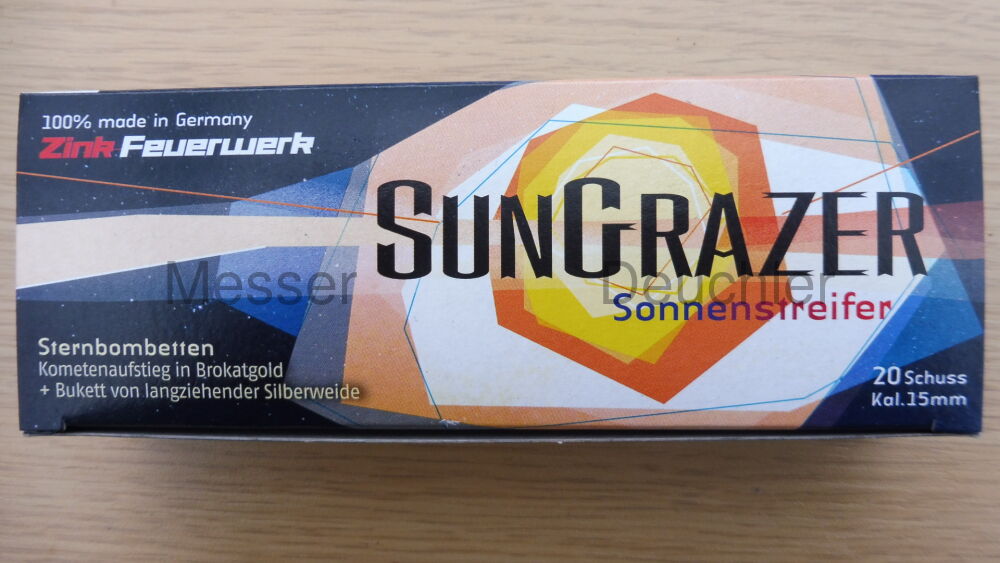 100% made in Germany
Zink Feuerwerk
SunGrazer
Messer Deuchler
Sonnenstreifer
Sternbombetten
Kometenaufstieg in Brokatgold
+ Bukett von langziehender Silberweide
20 Schuss
Kal.15mm